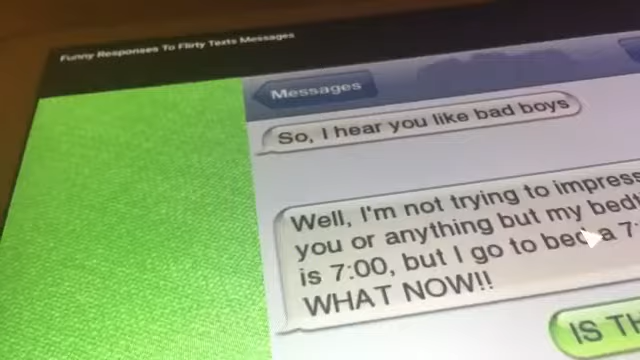 Funny Responses To Flirty Texts Messages
Messages
So, I hear you like bad boys
Well, I'm not trying to impress
you or anything but my
is 7:00, but I go to bed a 7:
WHAT NOW!!
IS